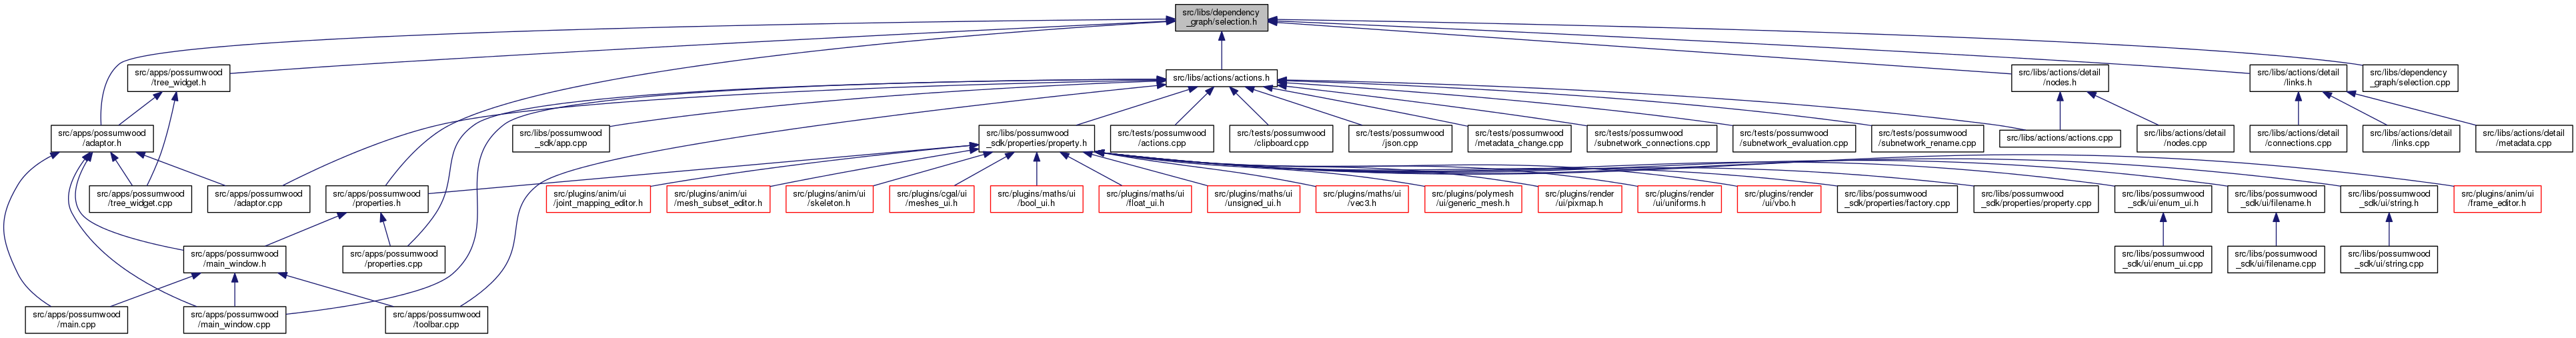 src/libs/dependency
_graph/selection.h
src/apps/possumwood
/tree_widget.h
src/libs/actions/actions.h
src/libs/actions/detail
/nodes.h
src/libs/actions/detail
/links.h
src/libs/dependency
_graph/selection.cpp
src/apps/possumwood
/adaptor.h
src/libs/possumwood
_sdk/app.cpp
src/libs/possumwood
_sdk/properties/property.h
src/tests/possumwood
/actions.cpp
src/tests/possumwood
/clipboard.cpp
src/tests/possumwood
/json.cpp
src/tests/possumwood
/metadata_change.cpp
src/tests/possumwood
/subnetwork_connections.cpp
src/tests/possumwood
/subnetwork_evaluation.cpp
src/tests/possumwood
/subnetwork_rename.cpp
src/libs/actions/actions.cpp
src/libs/actions/detail
/nodes.cpp
src/libs/actions/detail
/connections.cpp
src/libs/actions/detail
/links.cpp
src/libs/actions/detail
/metadata.cpp
src/apps/possumwood
/tree_widget.cpp
src/apps/possumwood
/adaptor.cpp
src/apps/possumwood
/properties.h
src/plugins/anim/ui
/joint_mapping_editor.h
src/plugins/anim/ui
/mesh_subset_editor.h
src/plugins/anim/ui
/skeleton.h
src/plugins/cgal/ui
/meshes_ui.h
src/plugins/maths/ui
/bool_ui.h
src/plugins/maths/ui
/float_ui.h
src/plugins/maths/ui
/unsigned_ui.h
src/plugins/maths/ui
/vec3.h
src/plugins/polymesh
/ui/generic_mesh.h
src/plugins/render
/ui/pixmap.h
src/plugins/render
/ui/uniforms.h
src/plugins/render
/ui/vbo.h
src/libs/possumwood
_sdk/properties/factory.cpp
src/libs/possumwood
_sdk/properties/property.cpp
src/libs/possumwood
_sdk/ui/enum_ui.h
src/libs/possumwood
_sdk/ui/filename.h
src/libs/possumwood
_sdk/ui/string.h
src/plugins/anim/ui
/frame_editor.h
src/apps/possumwood
/main_window.h
src/apps/possumwood
/properties.cpp
src/libs/possumwood
_sdk/ui/enum_ui.cpp
src/libs/possumwood
_sdk/ui/filename.cpp
src/libs/possumwood
_sdk/ui/string.cpp
src/apps/possumwood
/main.cpp
src/apps/possumwood
/main_window.cpp
src/apps/possumwood
/toolbar.cpp